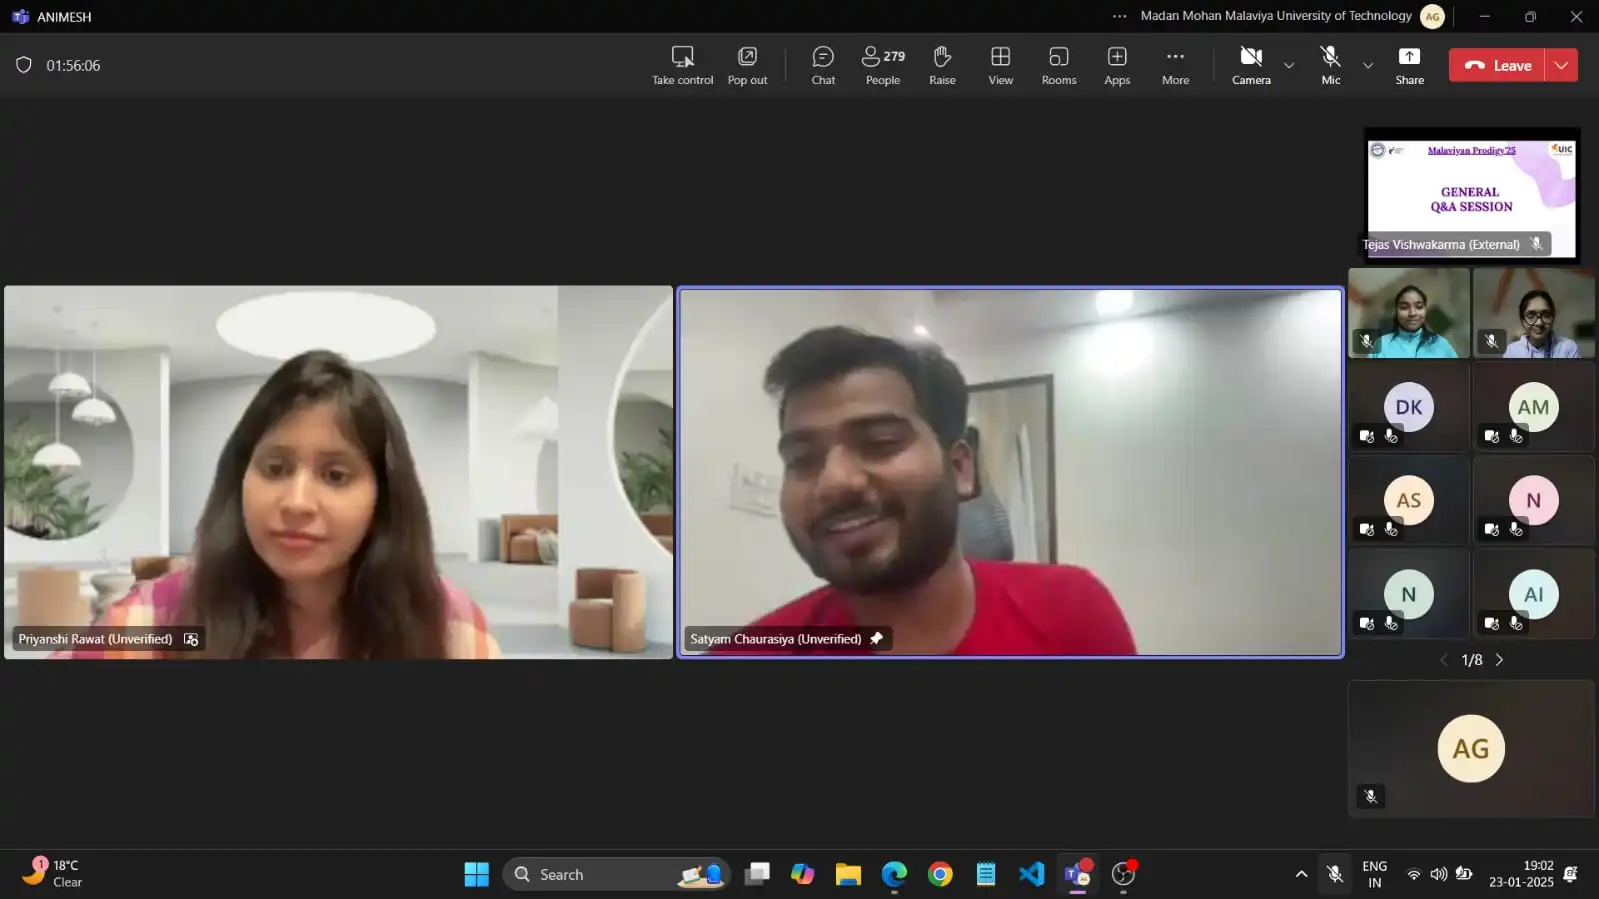 ANIMESH
Madan Mohan Malaviya University of Technology
AG
01:56:06
Take control
Pop out
Chat
279
People
Raise
View
Rooms
Apps
More
Camera
Mic
Share
Leave
Malaviyan Prodigy'25
UIC
GENERAL
Q&A SESSION
Tejas Vishwakarma (External)
DK
AM
AS
N
N
AI
1/8
AG
Priyanshi Rawat (Unverified)
Satyam Chaurasiya (Unverified)
1
18°C
Clear
Search
ENG
IN
19:02
23-01-2025